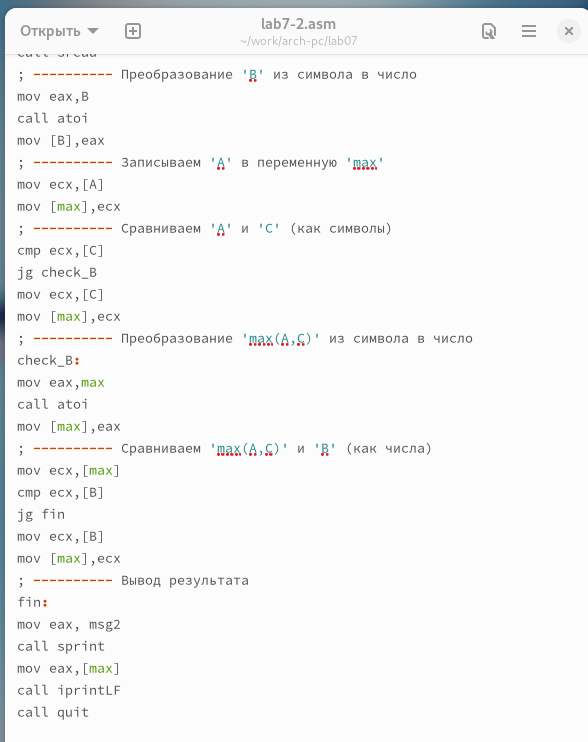 Открыть
lab7-2.asm
~/work/arch-pc/lab07
call sread
; ---------- Преобразование 'B' из символа в число
mov eax,B
call atoi
mov [B],eax
; ---------- Записываем 'A' в переменную 'max'
mov ecx,[A]
mov [max],ecx
; ---------- Сравниваем 'A' и 'C' (как символы)
cmp ecx,[C]
jg check_B
mov ecx,[C]
mov [max],ecx
; ---------- Преобразование 'max(A,C)' из символа в число
check_B:
mov eax,max
call atoi
mov [max],eax
; ---------- Сравниваем 'max(A,C)' и 'B' (как числа)
mov ecx,[max]
cmp ecx,[B]
jg fin
mov ecx,[B]
mov [max],ecx
; ---------- Вывод результата
fin:
mov eax, msg2
call sprint
mov eax,[max]
call iprintLF
call quit